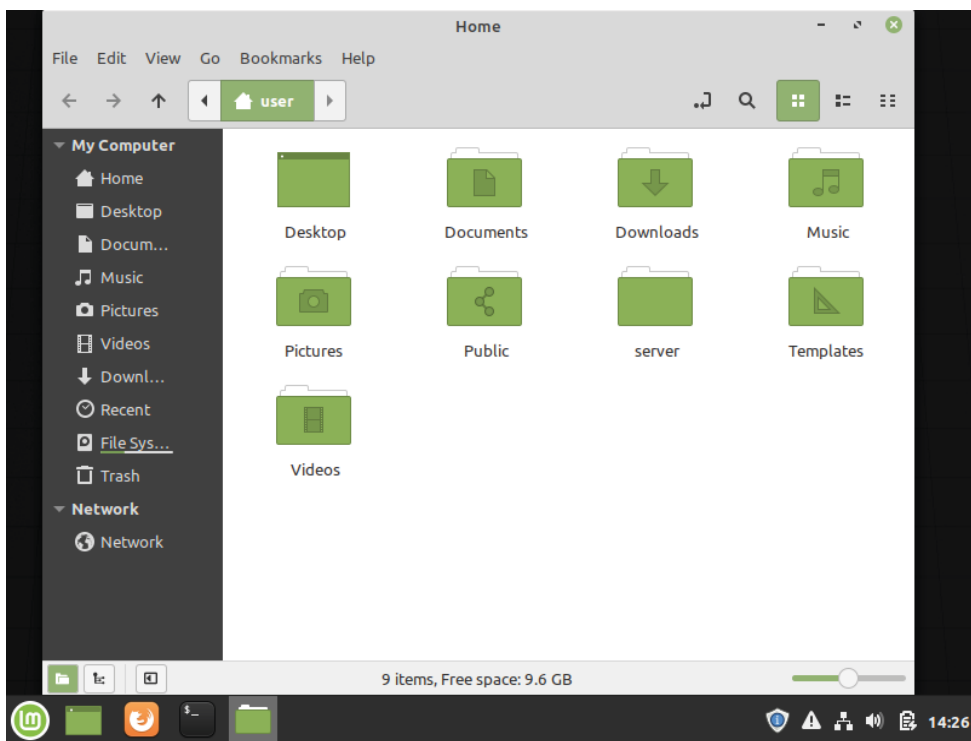 Home
File Edit View Go Bookmarks Help
user
My Computer
Home
Desktop
Docum...
Music
Pictures
Videos
Downl...
Recent
File Sys...
Trash
Network
Network
Desktop Documents Downloads Music
Pictures Public server Templates
Videos
9 items, Free space: 9.6 GB
$_
14:26